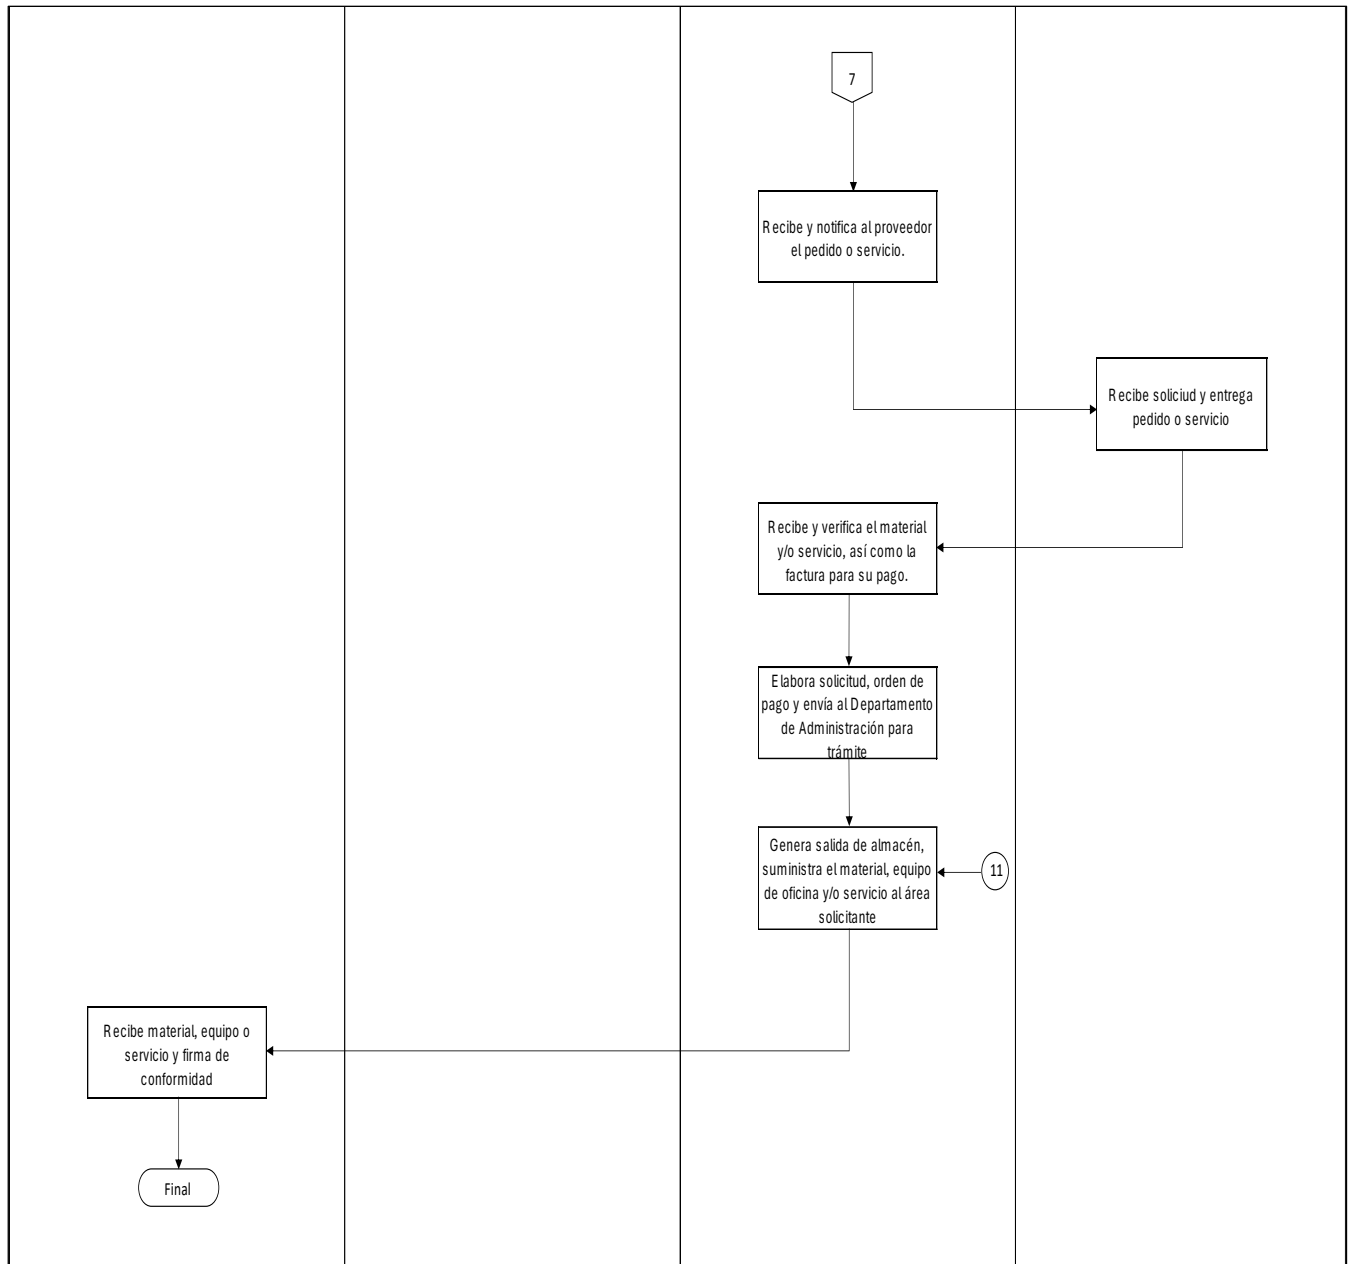 7
Recibe y notifica al proveedor
el pedido o servicio.
Recibe soliciud y entrega
pedido o servicio
Recibe y verifica el material
y/o servicio, así como la
factura para su pago.
Elabora solicitud, orden de
pago y envía al Departamento
de Administración para
trámite
Genera salida de almacén,
suministra el material, equipo
de oficina y/o servicio al área
solicitante
11
Recibe material, equipo o
servicio y firma de
conformidad
Final